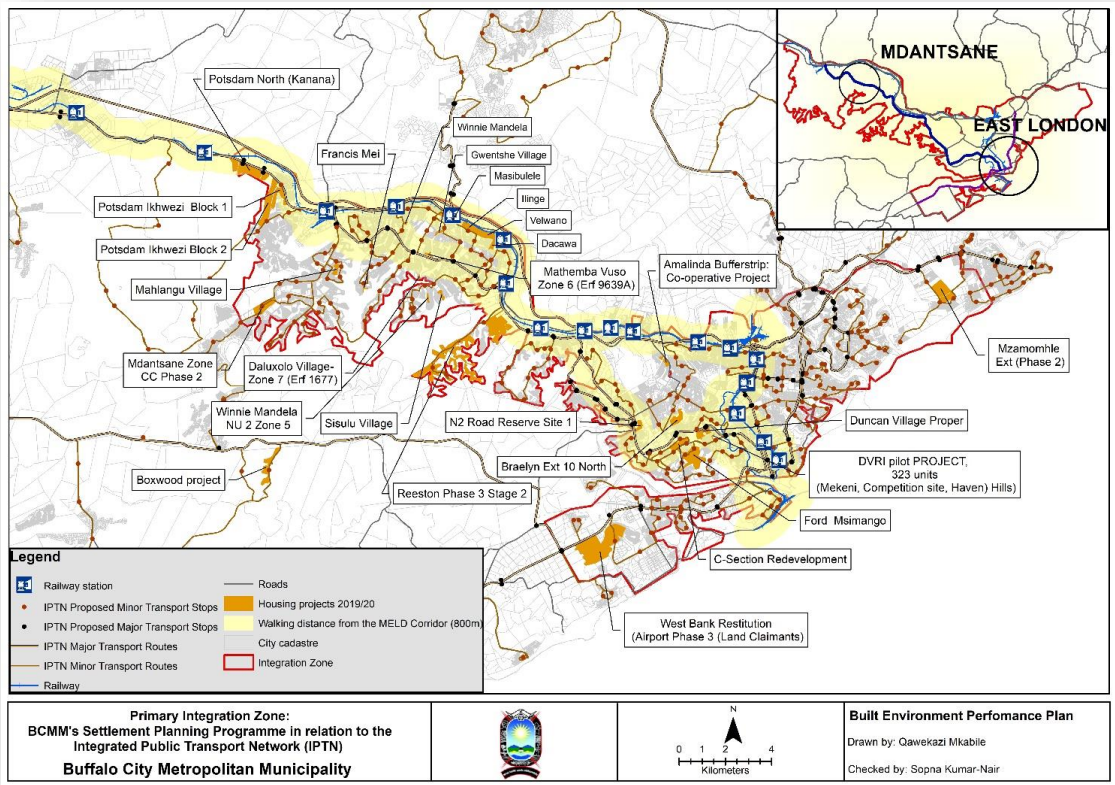 MDANTSANE
EAST LONDON
Potsdam North (Kanana)
Winnie Mandela
Francis Mei
Gwentshe Village
Masibulele
Ilinge
Velwano
Dacawa
Potsdam Ikhwezi Block 1
Potsdam Ikhwezi Block 2
Mahlangu Village
Mathemba Vuso
Zone 6 (Erf 9639A)
Amalinda Bufferstrip:
Co-operative Project
Mdantsane Zone
CC Phase 2
Daluxolo Village-
Zone 7 (Erf 1677)
Mzamomhle
Ext (Phase 2)
Winnie Mandela
NU 2 Zone 5
Sisulu Village
N2 Road Reserve Site 1
Duncan Village Proper
Boxwood project
Braelyn Ext 10 North
DVRI pilot PROJECT,
323 units
(Mekeni, Competition site, Haven) Hills)
Reeston Phase 3 Stage 2
Ford Msimango
C-Section Redevelopment
West Bank Restitution
(Airport Phase 3 (Land Claimants)
Legend
Railway station
IPTN Proposed Minor Transport Stops
IPTN Proposed Major Transport Stops
IPTN Major Transport Routes
IPTN Minor Transport Routes
Railway
Roads
Housing projects 2019/20
Walking distance from the MELD Corridor (800m)
City cadastre
Integration Zone
Primary Integration Zone:
BCMM's Settlement Planning Programme in relation to the
Integrated Public Transport Network (IPTN)
Buffalo City Metropolitan Municipality
N
0 1 2 4
Kilometers
Built Environment Perfomance Plan
Drawn by: Qawekazi Mkabile
Checked by: Sopna Kumar-Nair